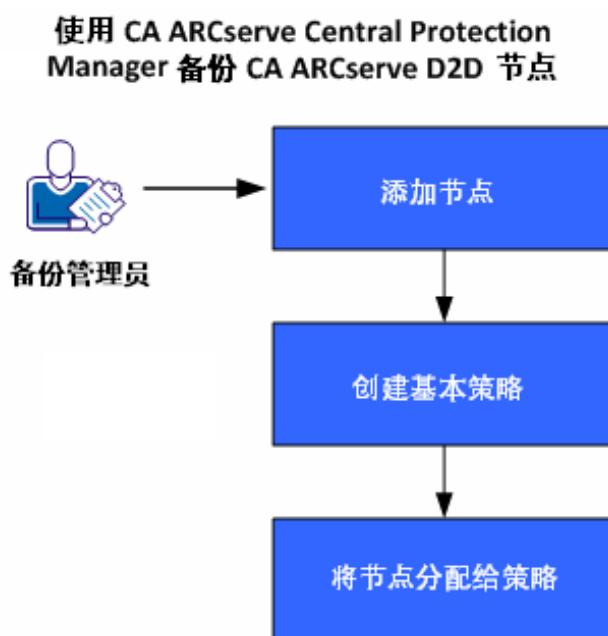 使用 CA ARCserve Central Protection
Manager 备份 CA ARCserve D2D 节点
添加节点
备份管理员
创建基本策略
将节点分配给策略